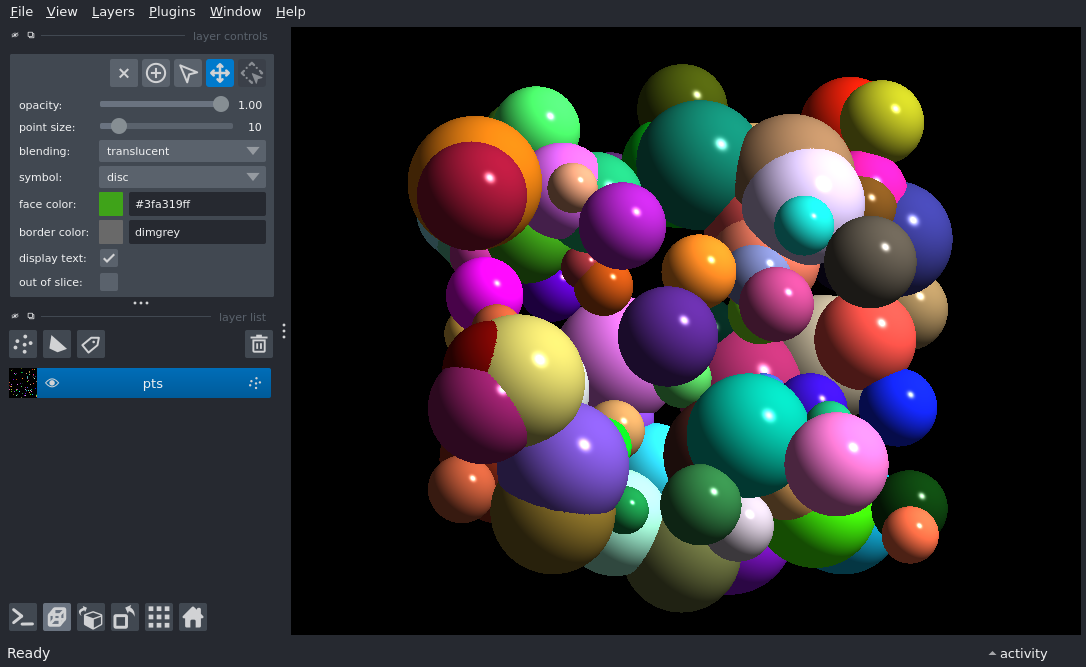 File View Layers Plugins Window Help
layer controls
opacity: 1.00
point size: 10
blending: translucent
symbol: disc
face color: #3fa319ff
border color: dimgrey
display text:
out of slice:
layer list
pts
Ready
activity